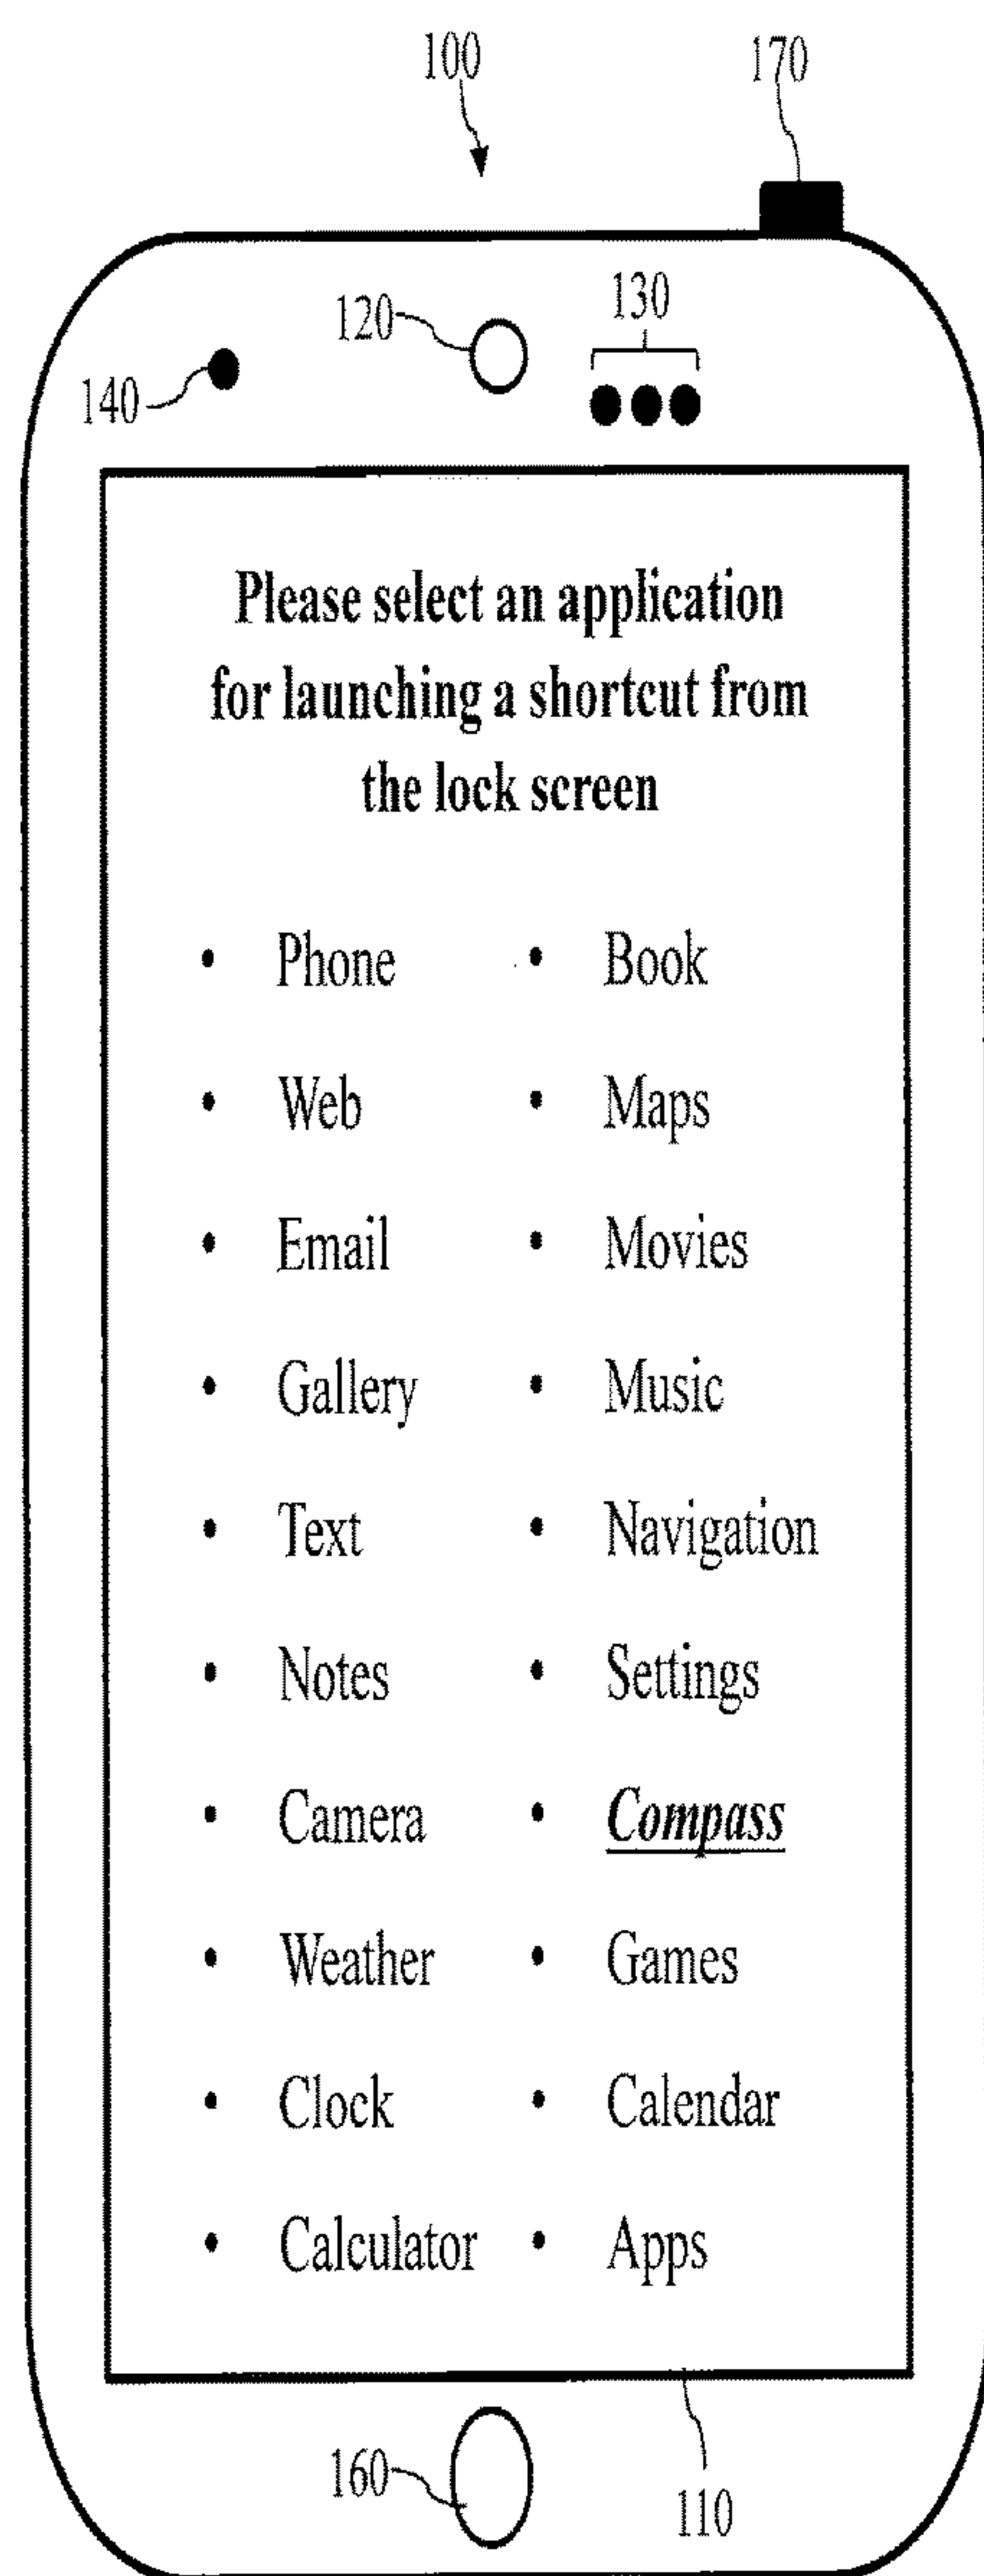 100
170
120
130
140
Please select an application
for launching a shortcut from
the lock screen
• Phone
• Web
• Email
• Gallery
• Text
• Notes
• Camera
• Weather
• Clock
• Calculator
• Book
• Maps
• Movies
• Music
• Navigation
• Settings
• Compass
• Games
• Calendar
• Apps
160
110